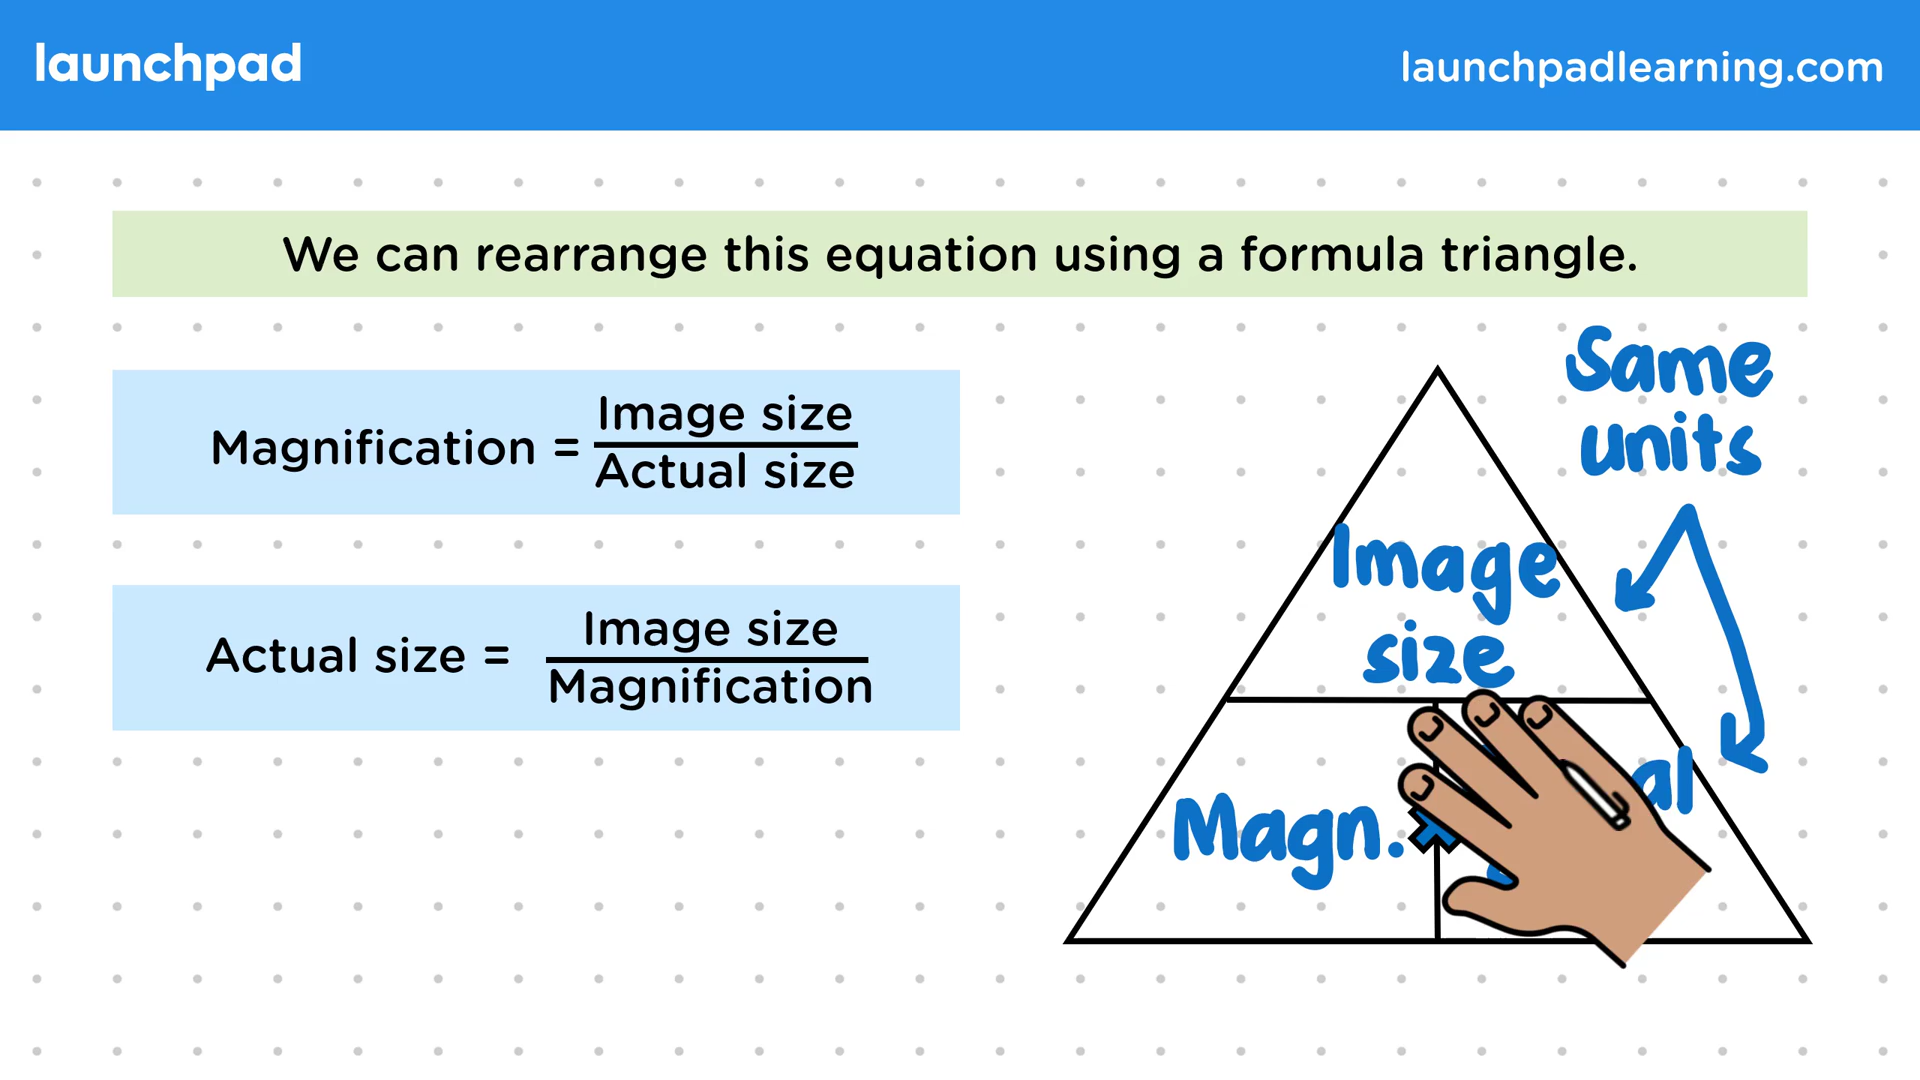 launchpad
launchpadlearning.com
We can rearrange this equation using a formula triangle.
Magnification = Image size
Actual size
Actual size = Image size
Magnification
Same
units
Image
size
Magn.
al